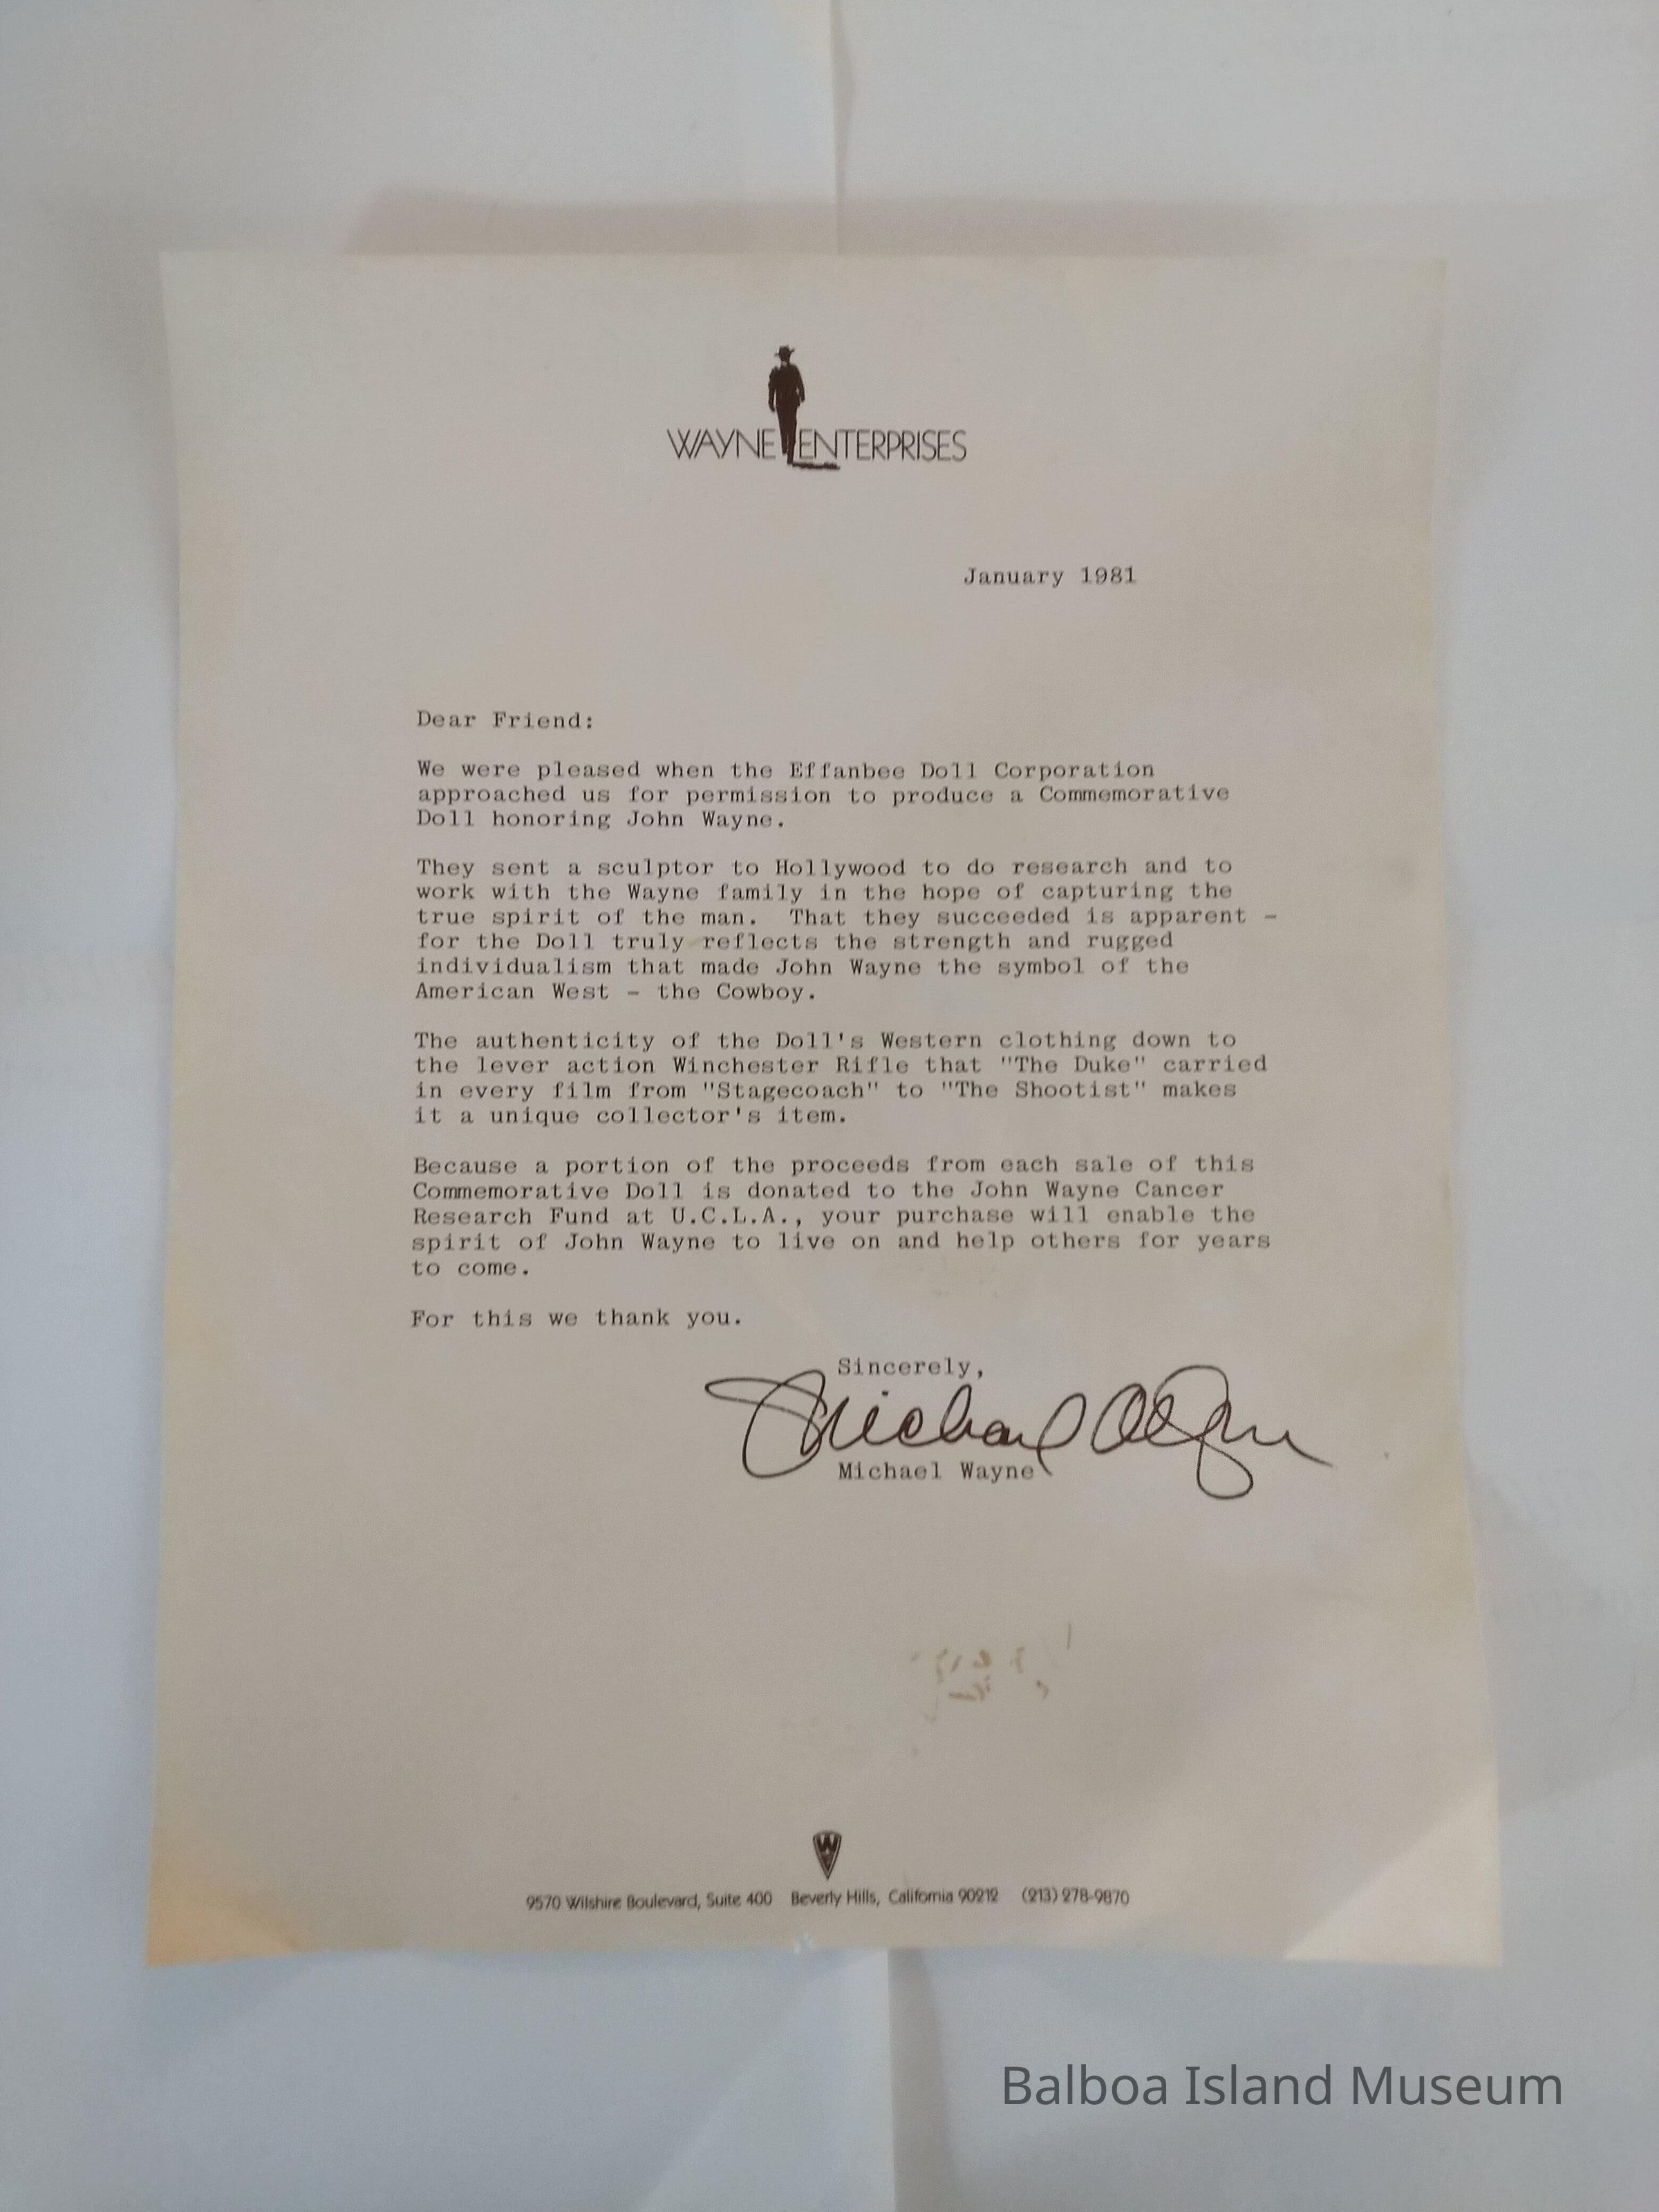 WAYNE ENTERPRISES
January 1981
Dear Friend:
We were pleased when the Effanbee Doll Corporation
approached us for permission to produce a Commemorative
Doll honoring John Wayne.
They sent a sculptor to Hollywood to do research and to
work with the Wayne family in the hope of capturing the
true spirit of the man. That they succeeded is apparent -
for the Doll truly reflects the strength and rugged
individualism that made John Wayne the symbol of the
American West - the Cowboy.
The authenticity of the Doll's Western clothing down to
the lever action Winchester Rifle that "The Duke" carried
in every film from "Stagecoach" to "The Shootist" makes
it a unique collector's item.
Because a portion of the proceeds from each sale of this
Commemorative Doll is donated to the John Wayne Cancer
Research Fund at U.C.L.A., your purchase will enable the
spirit of John Wayne to live on and help others for years
to come.
For this we thank you.
Sincerely,
Michael Wayne
Michael Wayne
W
9570 Wilshire Boulevard, Suite 400 Beverly Hills, California 90212 (213) 278-9870
Balboa Island Museum